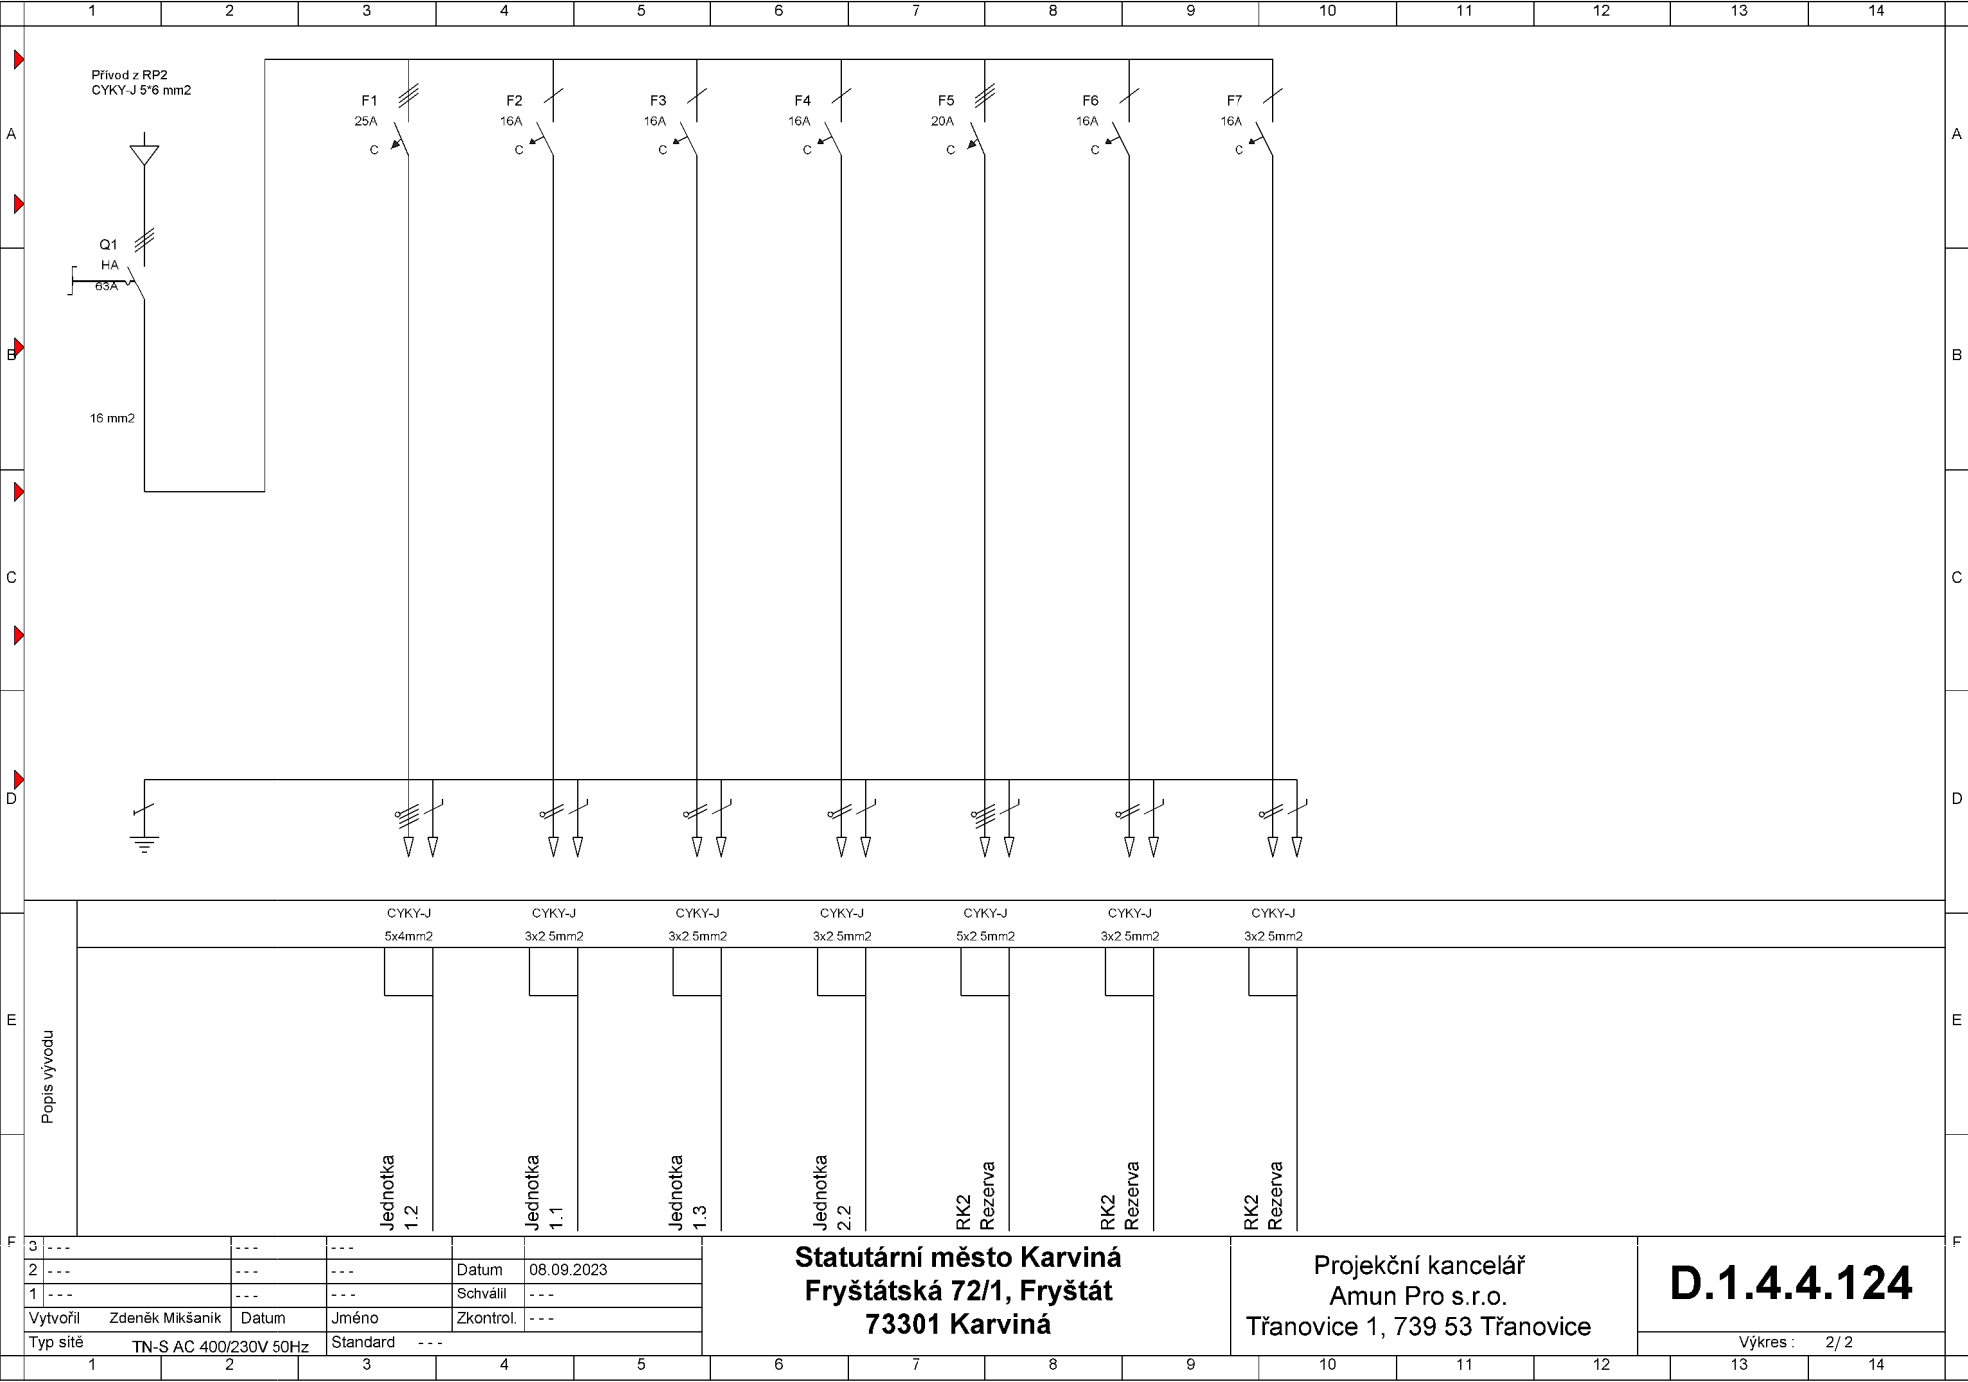 1 2 3 4 5 6 7 8 9 10 11 12 13 14
Přívod z RP2
CYKY-J 5*6 mm2
F1 F2 F3 F4 F5 F6 F7
25A 16A 16A 16A 20A 16A 16A
A A
C C C C C C C
Q1
HA
63A
B B
16 mm2
C C
D D
CYKY-J CYKY-J CYKY-J CYKY-J CYKY-J CYKY-J CYKY-J
5x4mm2 3x2.5mm2 3x2.5mm2 3x2.5mm2 5x2.5mm2 3x2.5mm2 3x2.5mm2
E E
Popis vývodu
Jednotka
1.2
Jednotka
1.1
Jednotka
1.3
Jednotka
2.2
RK2
Rezerva
RK2
Rezerva
RK2
Rezerva
F F
3 --- --- ---
2 --- --- --- Datum 08.09.2023
1 --- --- --- Schválil ---
Vytvořil Zdeněk Mikšaník Datum Jméno Zkontrol. ---
Typ sítě TN-S AC 400/230V 50Hz Standard ---
Statutární město Karviná
Fryštátská 72/1, Fryštát
73301 Karviná
Projekční kancelář
Amun Pro s.r.o.
Třanovice 1, 739 53 Třanovice
D.1.4.4.124
Výkres : 2/ 2
1 2 3 4 5 6 7 8 9 10 11 12 13 14